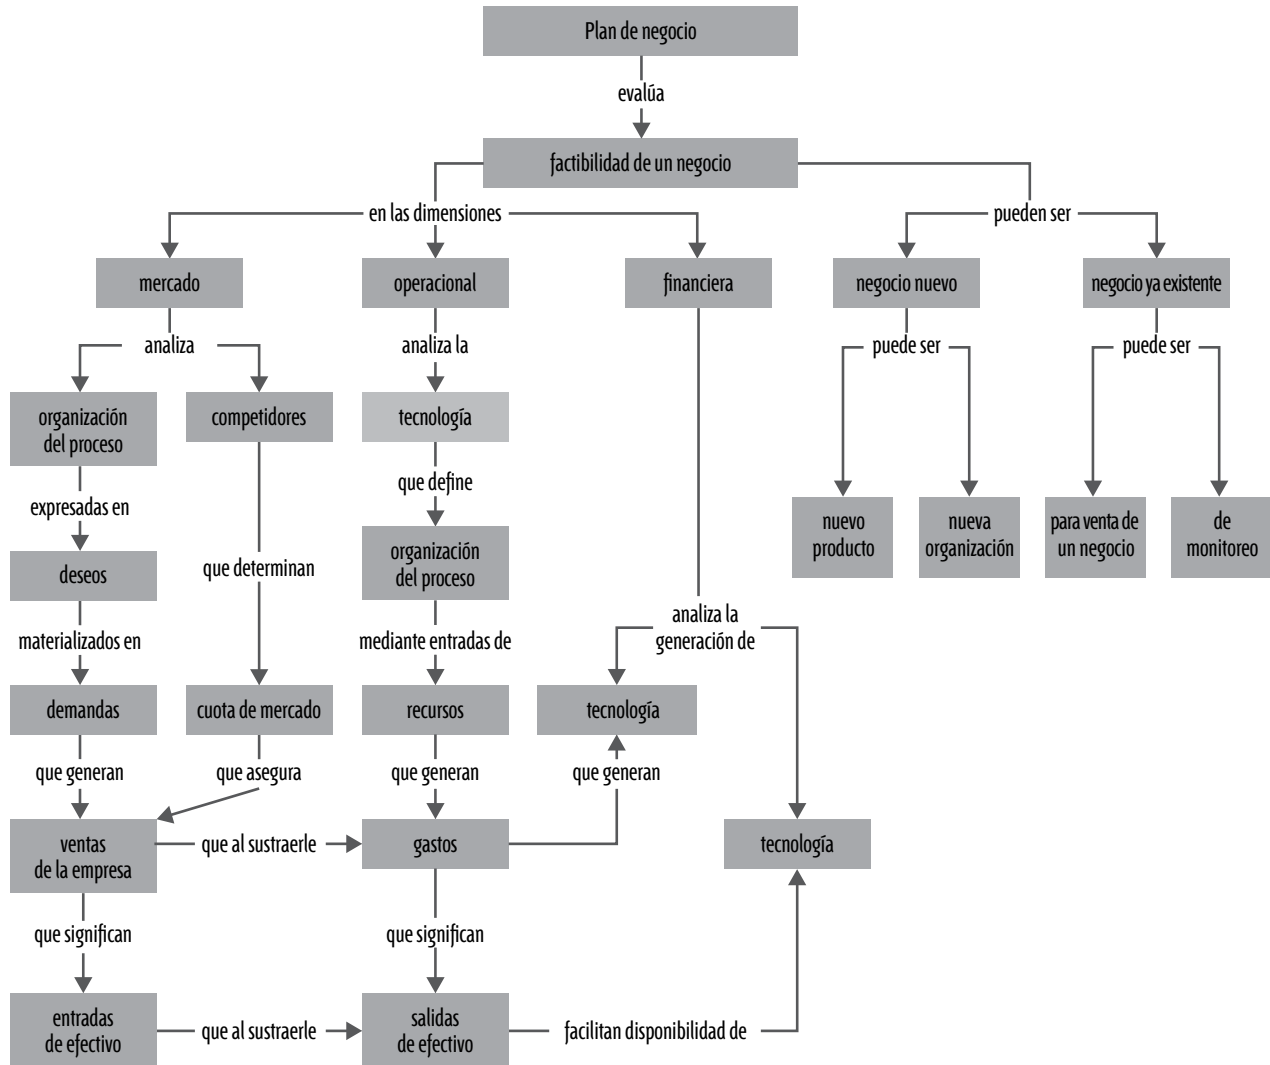 Plan de negocio
evalúa
factibilidad de un negocio
en las dimensiones
pueden ser
mercado
operacional
financiera
negocio nuevo
negocio ya existente
analiza
analiza la
puede ser
puede ser
organización
del proceso
competidores
tecnología
que define
expresadas en
nuevo
producto
nueva
organización
para venta de
un negocio
de
monitoreo
deseos
que determinan
organización
del proceso
materializados en
mediante entradas de
analiza la
generación de
demandas
cuota de mercado
recursos
tecnología
que generan
que asegura
que generan
que generan
ventas
de la empresa
que al sustraerle
gastos
tecnología
que significan
que significan
entradas
de efectivo
que al sustraerle
salidas
de efectivo
facilitan disponibilidad de